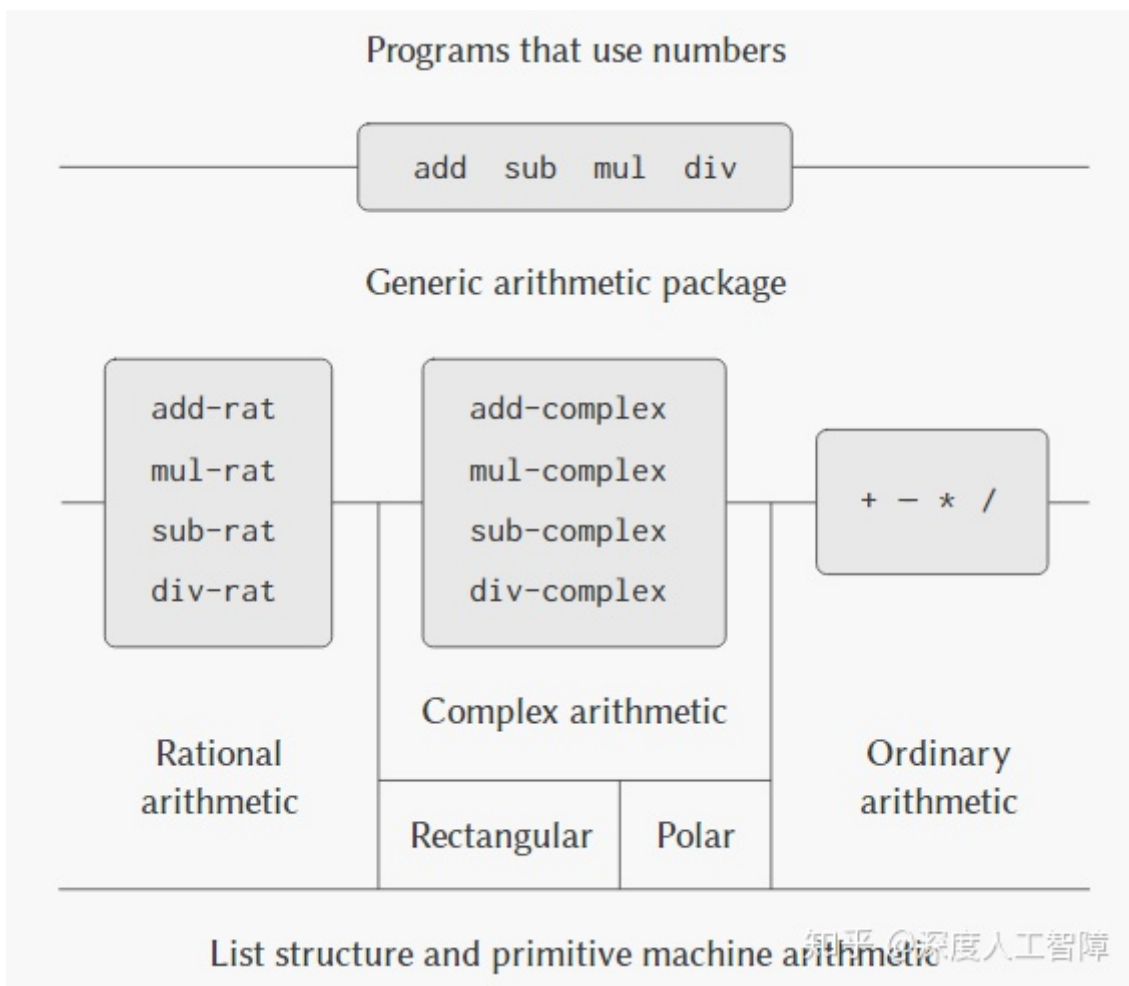 Programs that use numbers
add sub mul div
Generic arithmetic package
add-rat
mul-rat
sub-rat
div-rat
add-complex
mul-complex
sub-complex
div-complex
+ − * /
Rational
arithmetic
Complex arithmetic
Rectangular
Polar
Ordinary
arithmetic
List structure and primitive machine arithmetic
知乎 @深度人工智障